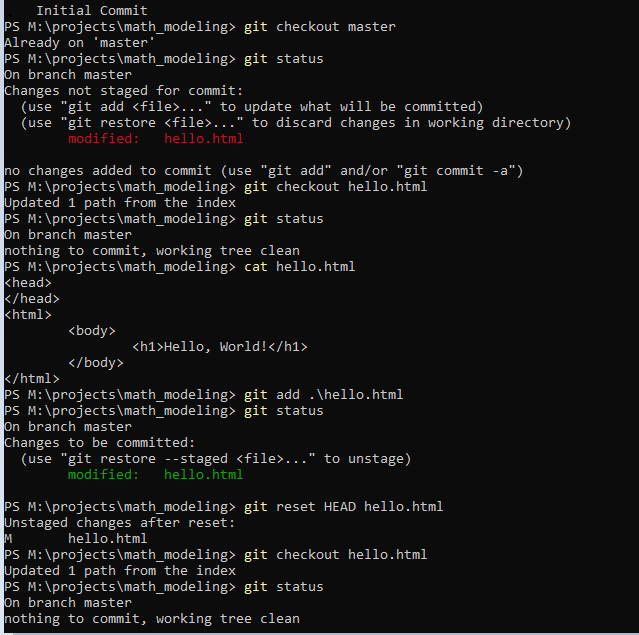 Initial Commit
PS M:\projects\math_modeling> git checkout master
Already on 'master'
PS M:\projects\math_modeling> git status
On branch master
Changes not staged for commit:
  (use "git add <file>..." to update what will be committed)
  (use "git restore <file>..." to discard changes in working directory)
        modified:   hello.html

no changes added to commit (use "git add" and/or "git commit -a")
PS M:\projects\math_modeling> git checkout hello.html
Updated 1 path from the index
PS M:\projects\math_modeling> git status
On branch master
nothing to commit, working tree clean
PS M:\projects\math_modeling> cat hello.html
<head>
</head>
<html>
        <body>
                <h1>Hello, World!</h1>
        </body>
</html>
PS M:\projects\math_modeling> git add .\hello.html
PS M:\projects\math_modeling> git status
On branch master
Changes to be committed:
  (use "git restore --staged <file>..." to unstage)
        modified:   hello.html

PS M:\projects\math_modeling> git reset HEAD hello.html
Unstaged changes after reset:
M       hello.html
PS M:\projects\math_modeling> git checkout hello.html
Updated 1 path from the index
PS M:\projects\math_modeling> git status
On branch master
nothing to commit, working tree clean